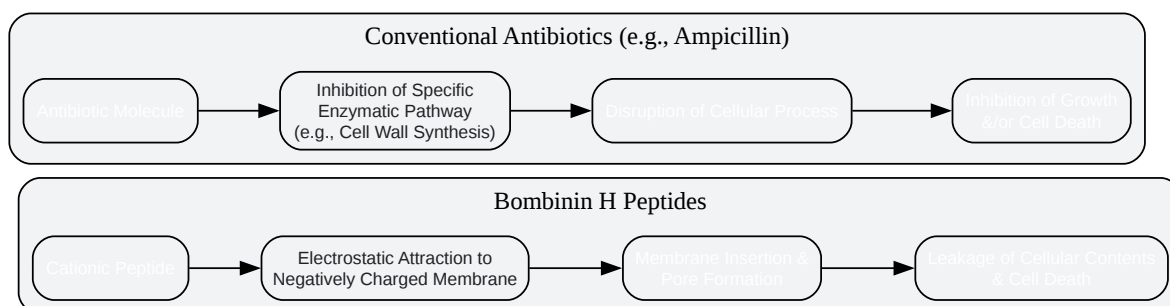 Conventional Antibiotics (e.g., Ampicillin)
Antibiotic Molecule
Inhibition of Specific
Enzymatic Pathway
(e.g., Cell Wall Synthesis)
Disruption of Cellular Process
Inhibition of Growth
&/or Cell Death
Bombinin H Peptides
Cationic Peptide
Electrostatic Attraction to
Negatively Charged Membrane
Membrane Insertion &
Pore Formation
Leakage of Cellular Contents
& Cell Death